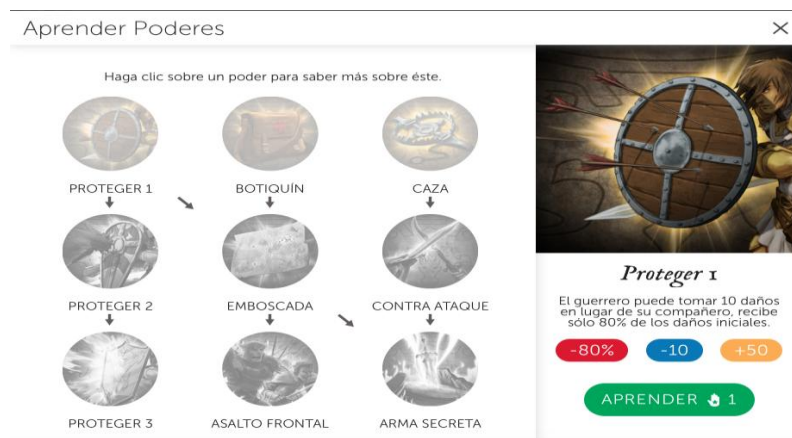 Aprender Poderes
Haga clic sobre un poder para saber más sobre éste.
PROTEGER 1
BOTIQUÍN
CAZA
PROTEGER 2
EMBOSCADA
CONTRA ATAQUE
PROTEGER 3
ASALTO FRONTAL
ARMA SECRETA
Proteger 1
El guerrero puede tomar 10 daños
en lugar de su compañero, recibe
sólo 80% de los daños iniciales.
-80%
-10
+50
APRENDER 1